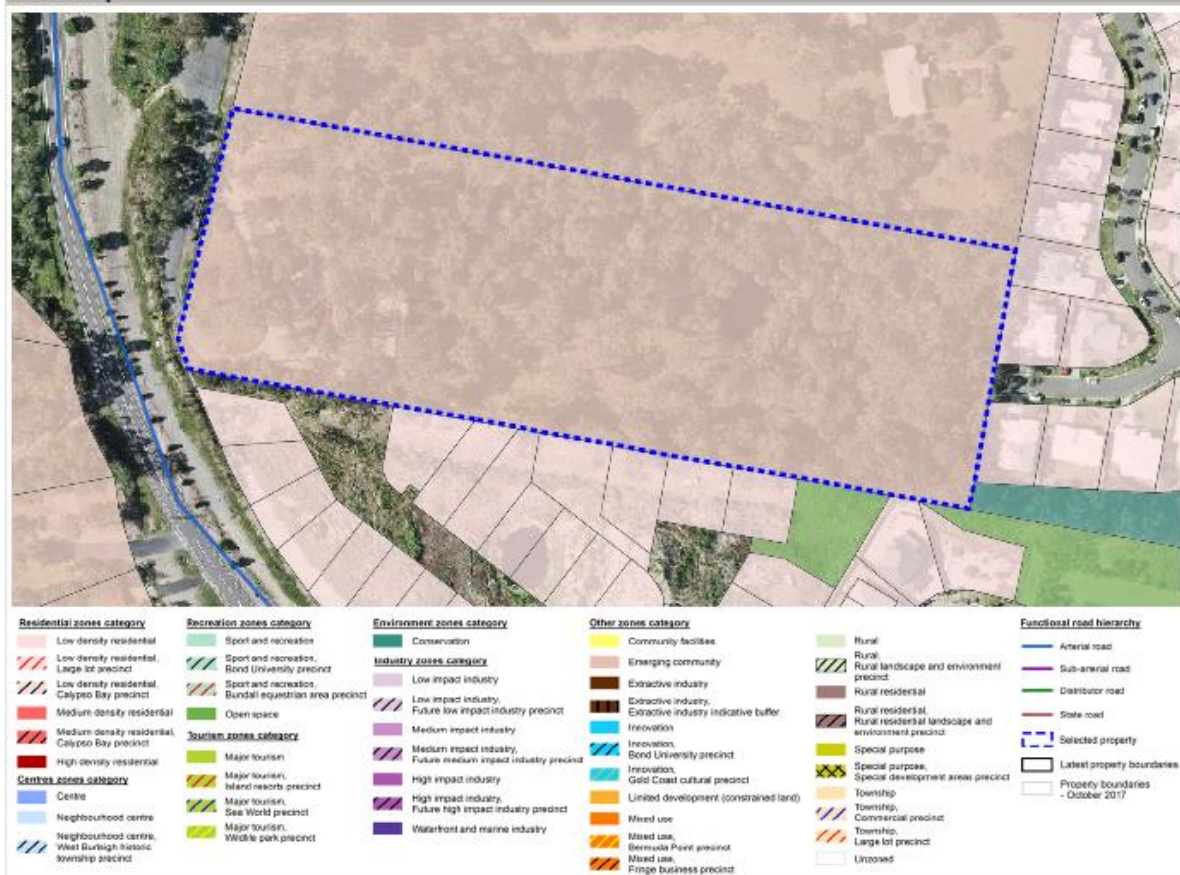 Residential zones category
Low density residential
Low density residential,
Large lot precinct
Low density residential,
Calypso Bay precinct
Medium density residential
Medium density residential,
Calypso Bay precinct
High density residential
Centres zones category
Centre
Neighbourhood centre
Neighbourhood centre,
West Burleigh historic
township precinct
Recreation zones category
Sport and recreation
Sport and recreation,
Bond University precinct
Sport and recreation,
Bundall equestrian area precinct
Open space
Tourism zones category
Major tourism
Major tourism,
Island resorts precinct
Major tourism,
Sea World precinct
Major tourism,
Wildlife park precinct
Environment zones category
Conservation
Industry zones category
Low impact industry
Low impact industry,
Future low impact industry precinct
Medium impact industry
Medium impact industry,
Future medium impact industry precinct
High impact industry
High impact industry,
Future high impact industry precinct
Waterfront and marine industry
Other zones category
Community facilities
Emerging community
Extractive industry
Extractive industry,
Extractive industry indicative buffer
Innovation
Innovation,
Bond University precinct
Innovation,
Gold Coast cultural precinct
Limited development (constrained land)
Mixed use
Mixed use,
Bermuda Point precinct
Mixed use,
Fringe business precinct
Rural
Rural,
Rural landscape and environment
precinct
Rural residential
Rural residential,
Rural residential landscape and
environment precinct
Special purpose
Special purpose,
Special development areas precinct
Township
Township,
Commercial precinct
Township,
Large lot precinct
Unzoned
Functional road hierarchy
Arterial road
Sub-arterial road
Distributor road
State road
Selected property
Latest property boundaries
Property boundaries
- October 2017